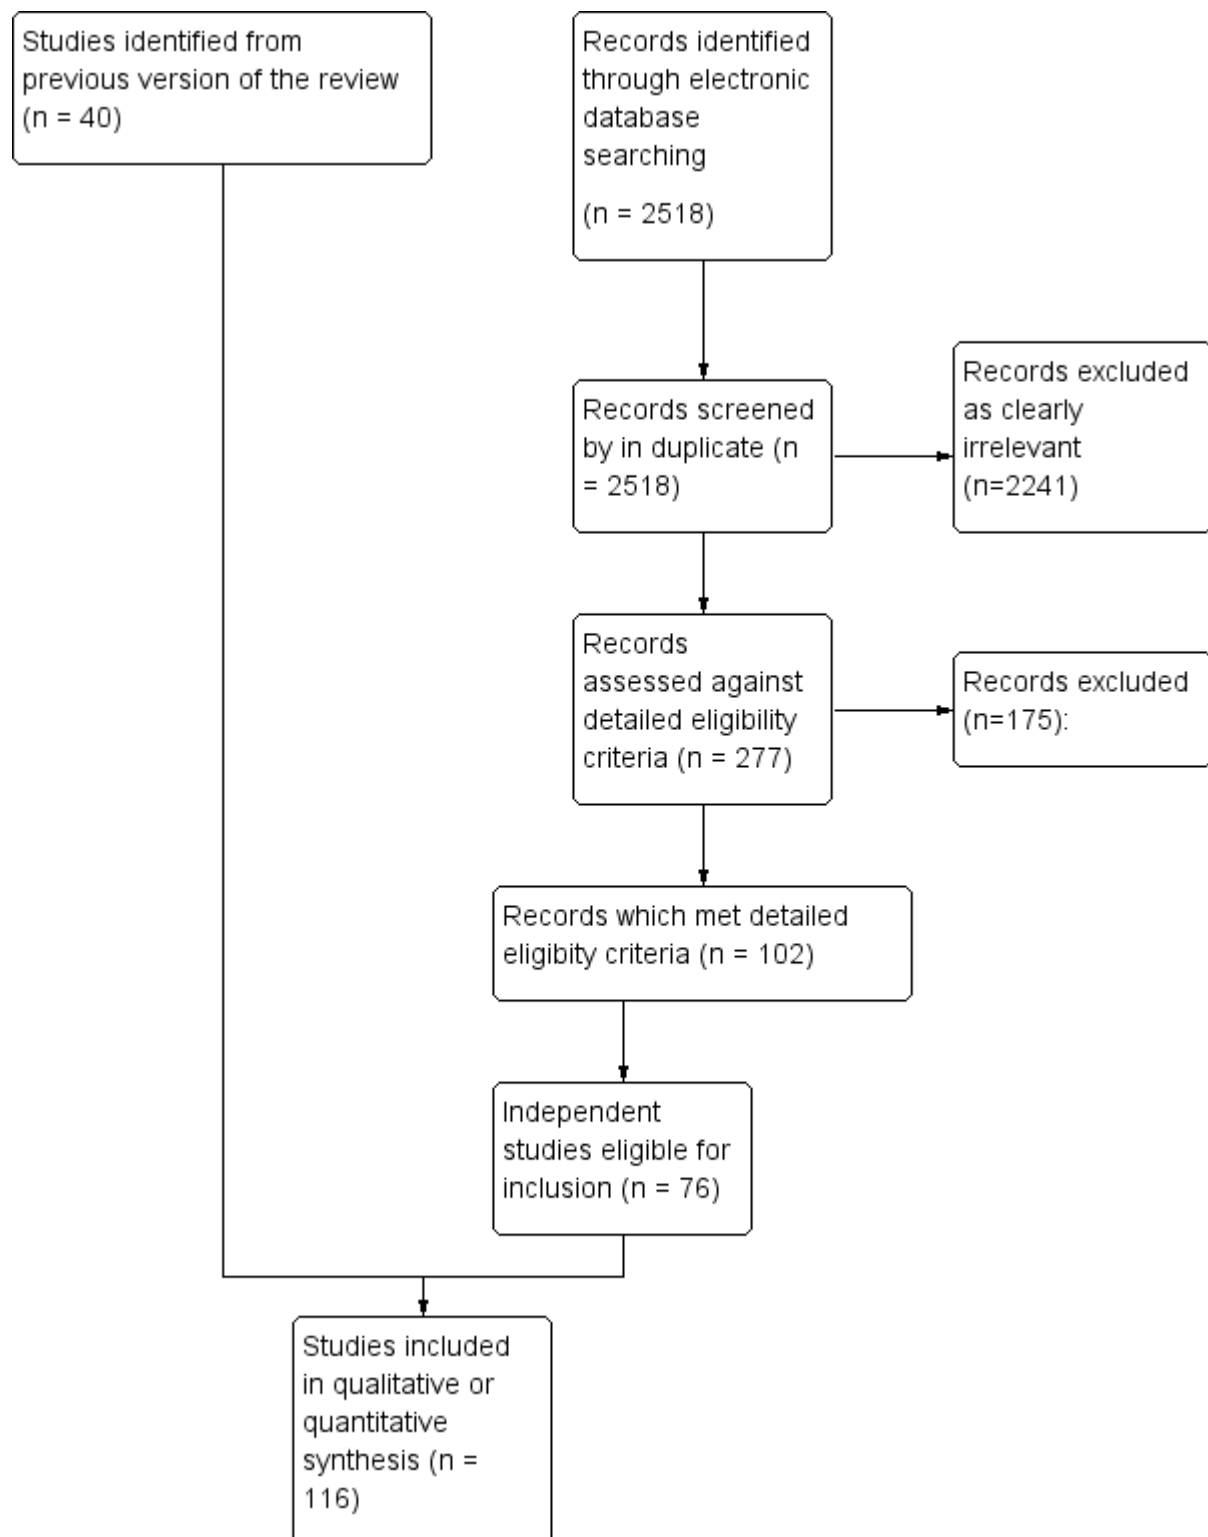 Studies identified from
previous version of the review
(n = 40)
Records identified
through electronic
database
searching
(n = 2518)
Records screened
by in duplicate (n
= 2518)
Records excluded
as clearly
irrelevant
(n=2241)
Records
assessed against
detailed eligibility
criteria (n = 277)
Records excluded
(n=175):
Records which met detailed
eligibity criteria (n = 102)
Independent
studies eligible for
inclusion (n = 76)
Studies included
in qualitative or
quantitative
synthesis (n =
116)